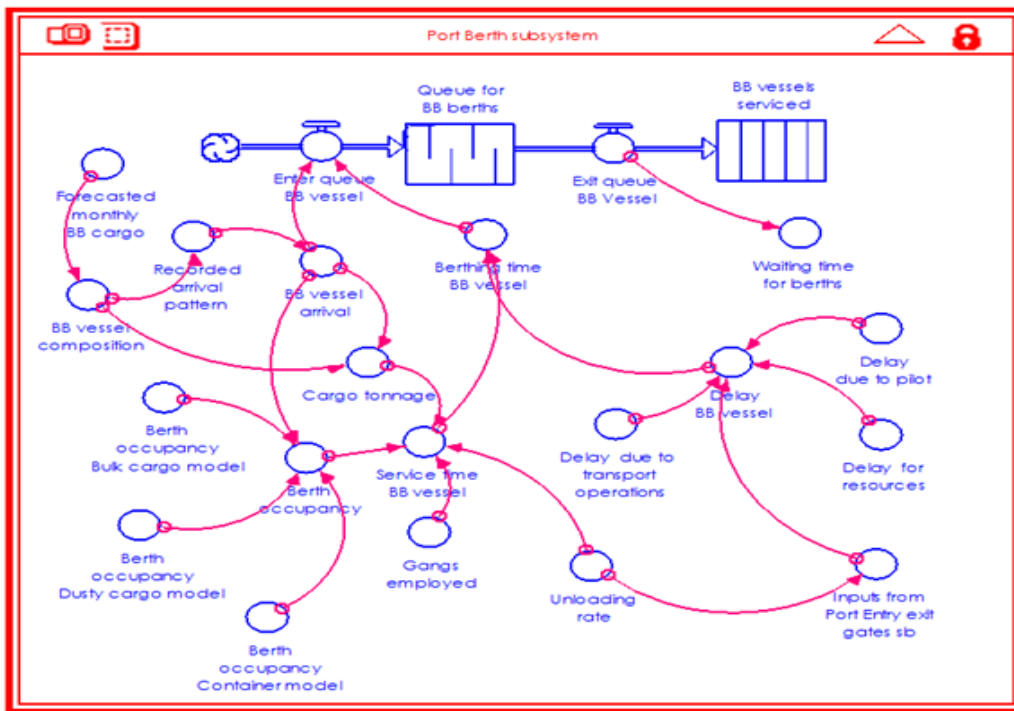 Port Berth subsystem
Queue for
BB berths
BB vessels
serviced
Enter queue
BB vessel
Exit queue
BB Vessel
Forecasted
monthly
BB cargo
Recorded
arrival
pattern
BB vessel
arrival
Berthing time
BB vessel
Waiting time
for berths
BB vessel
composition
Cargo tonnage
Delay
BB vessel
Delay
due to pilot
Berth
occupancy
Bulk cargo model
Berth
occupancy
Service time
BB vessel
Delay due to
transport
operations
Delay for
resources
Berth
occupancy
Dusty cargo model
Gangs
employed
Unloading
rate
Inputs from
Port Entry exit
gates sb
Berth
occupancy
Container model